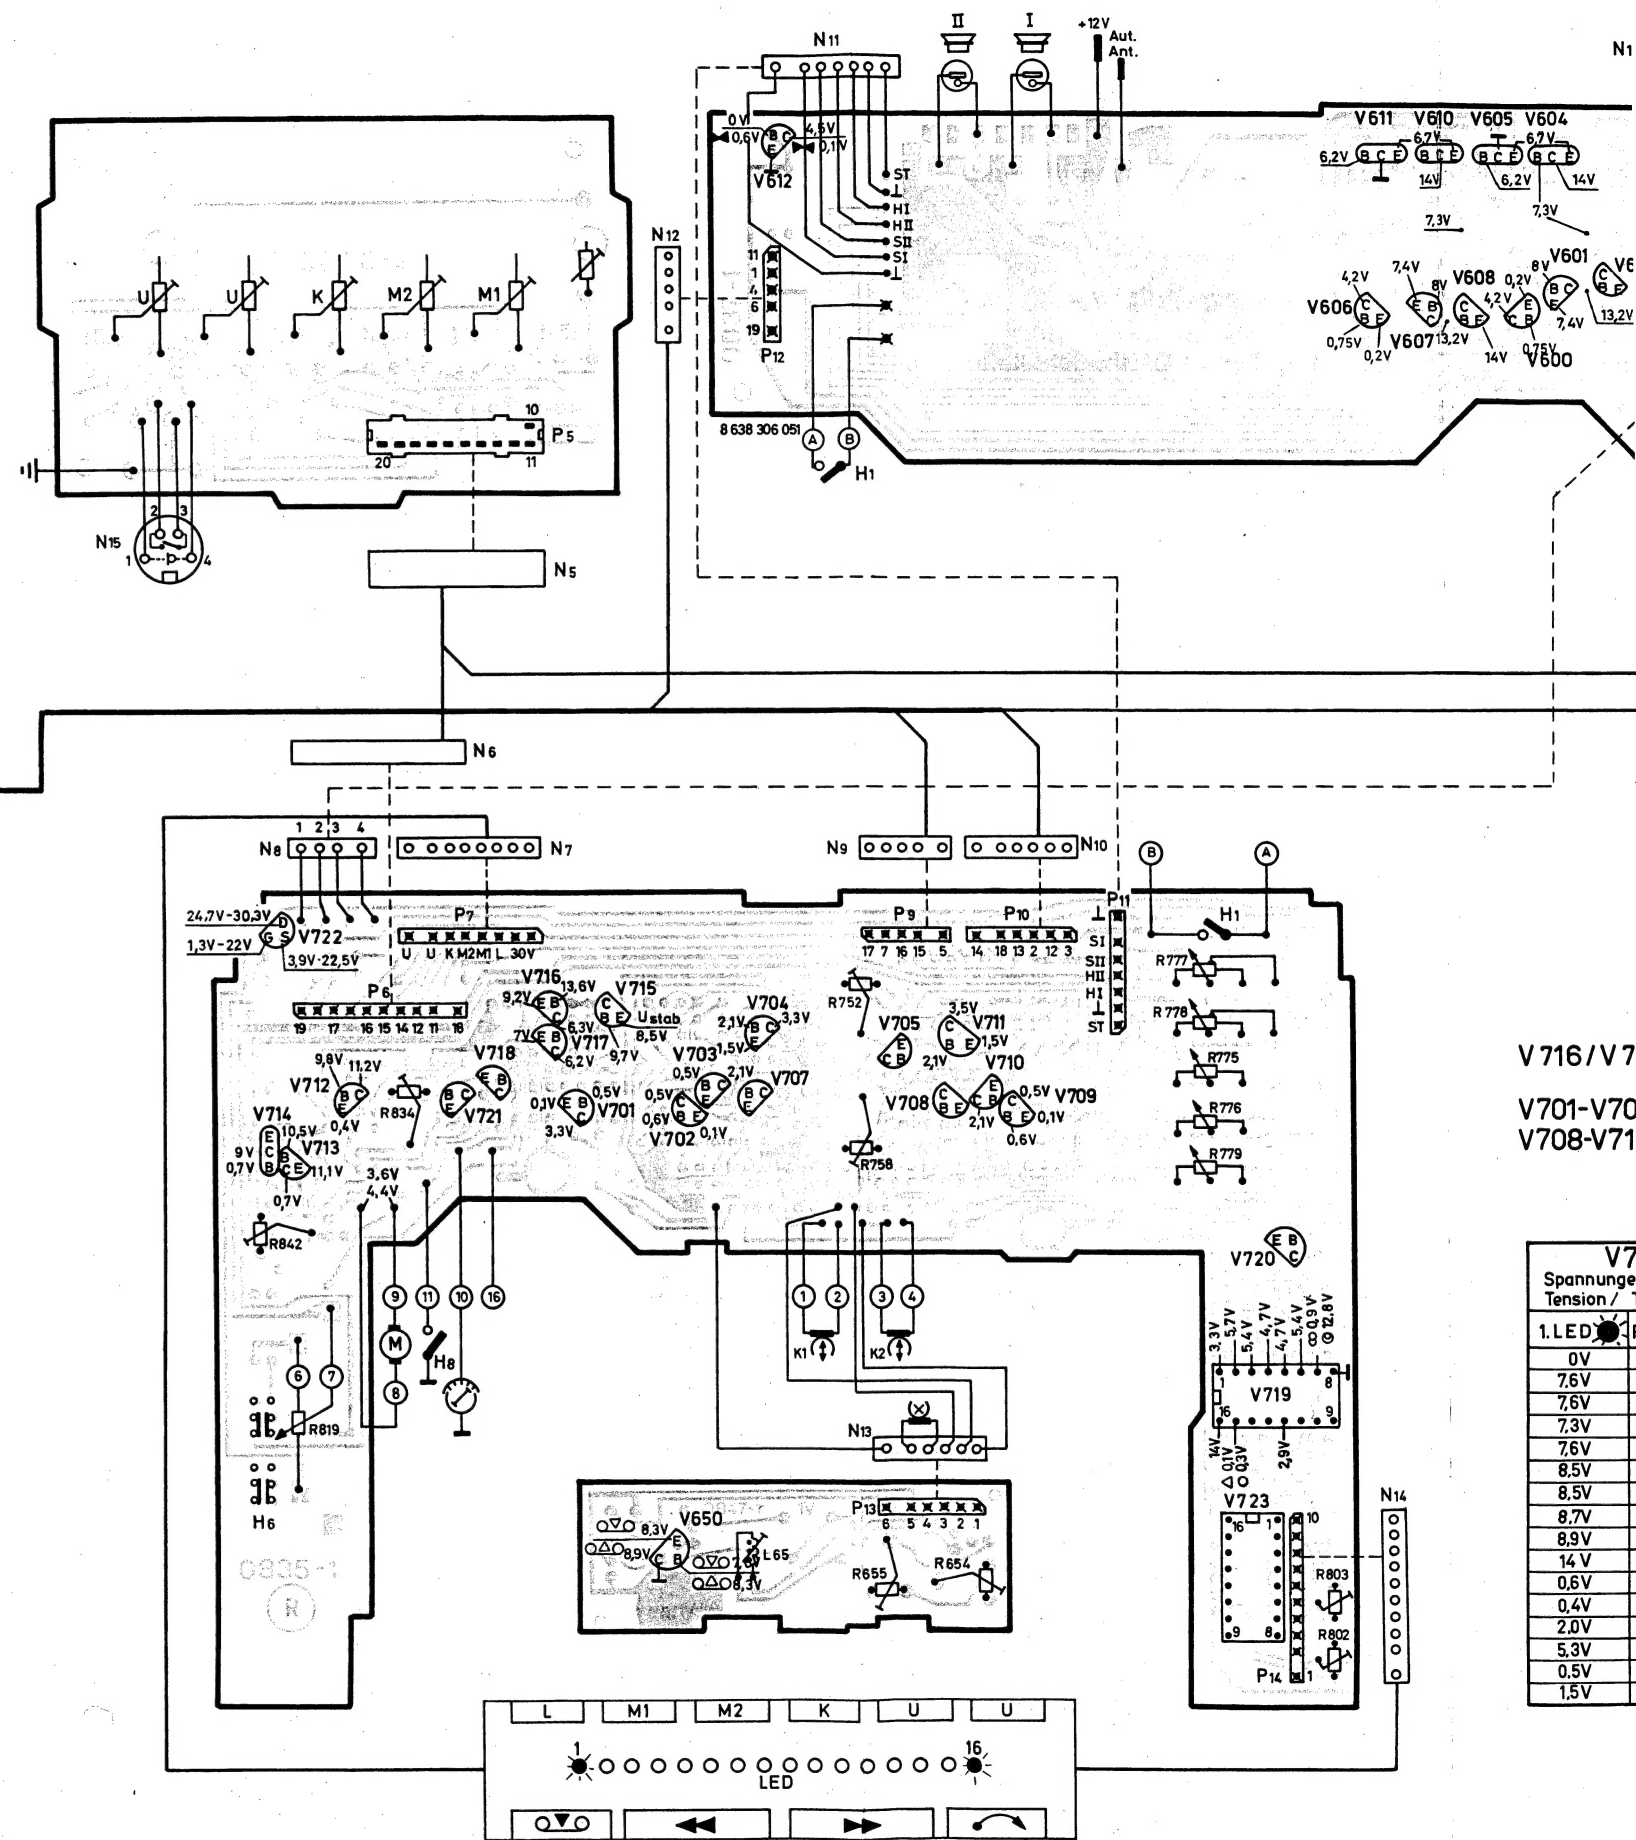 II I +12V
Aut.
Ant.
N11
N1
0V
0,6V
B C
E
4,5V
0,1V
V612
ST
⊥
HI
HII
SII
SI
⊥
V611 V610 V605 V604
6,7V 6,7V
6,2V B C E B C E B C E B C E
14V 6,2V 14V
7,3V 7,3V
V601
4,2V 7,4V 8V V608 0,2V 8V
V606 4,2V 13,2V
0,75V 0,2V V607 13,2V 14V 0,75V V600 7,4V
N12
11
1
4
6
19
P12
U U K M2 M1
10
P5
20 11
8 638 306 051 A B
H1
2 3
N15 1 4
N5
N6
1 2 3 4
N8 N7 N9 N10 B A
24,7V-30,3V D
G S V722
1,3V-22V
3,9V-22,5V
P7
U U K M2 M1 L 30V
P9
17 7 16 15 5
P10
14 18 13 2 12 3
P11
⊥
SI
SII
HII
HI
⊥
ST
H1
R777
R778
R775
R776
R779
P6
19 17 16 15 14 12 11 18
V716 13,6V
9,2V
6,3V
7V V717
6,2V
V715
Ustab
8,5V
9,7V
V704
2,1V 3,3V
1,5V
R752
V705
2,1V
3,5V
V711
1,5V
V710
9,8V 11,2V
V712
0,4V
R834
V718
V721
0,1V 0,5V
V701
3,3V
V703
0,5V 2,1V
0,5V
0,6V
V702 0,1V
V707
V708
2,1V
0,5V
V709
0,1V
0,6V
V714
10,5V
V713
9V
0,7V 11,1V
0,7V
R758
3,6V
4,4V
R842
V716/V7
V701-V70
V708-V71
9 11 10 16
1 2 3 4
M
H8
8
K1 K2
6 7
R819
H6
N13
V720
E B
C
3,3V 5,7V 5,4V 4,7V 4,7V 5,4V 0,9V 12,8V
1 8
V719
16 9
14V 0,1V 0,3V 2,9V
V723
16 1
9 8
10
P14 1
R803
R802
N14
P13
6 5 4 3 2 1
V650
8,3V
8,9V
8,3V
L65
R655
R654
0835-1
R
V7
Spannunge
Tension /
1.LED
0V
7,6V
7,6V
7,3V
7,6V
8,5V
8,5V
8,7V
8,9V
14V
0,6V
0,4V
2,0V
5,3V
0,5V
1,5V
L M1 M2 K U U
1 16
LED